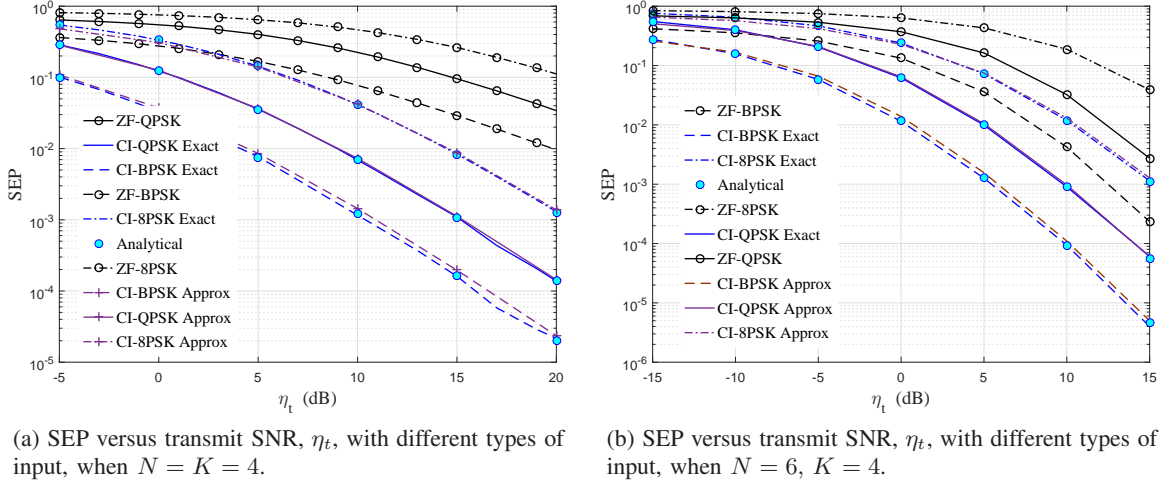 10^0
10^-1
10^-2
10^-3
10^-4
10^-5
SEP
ZF-QPSK
CI-QPSK Exact
CI-BPSK Exact
ZF-BPSK
CI-8PSK Exact
Analytical
ZF-8PSK
CI-BPSK Approx
CI-QPSK Approx
CI-8PSK Approx
-5 0 5 10 15 20
η_t (dB)
(a) SEP versus transmit SNR, η_t, with different types of
input, when N = K = 4.
10^0
10^-1
10^-2
10^-3
10^-4
10^-5
10^-6
SEP
ZF-BPSK
CI-BPSK Exact
CI-8PSK Exact
Analytical
ZF-8PSK
CI-QPSK Exact
ZF-QPSK
CI-BPSK Approx
CI-QPSK Approx
CI-8PSK Approx
-15 -10 -5 0 5 10 15
η_t (dB)
(b) SEP versus transmit SNR, η_t, with different types of
input, when N = 6, K = 4.